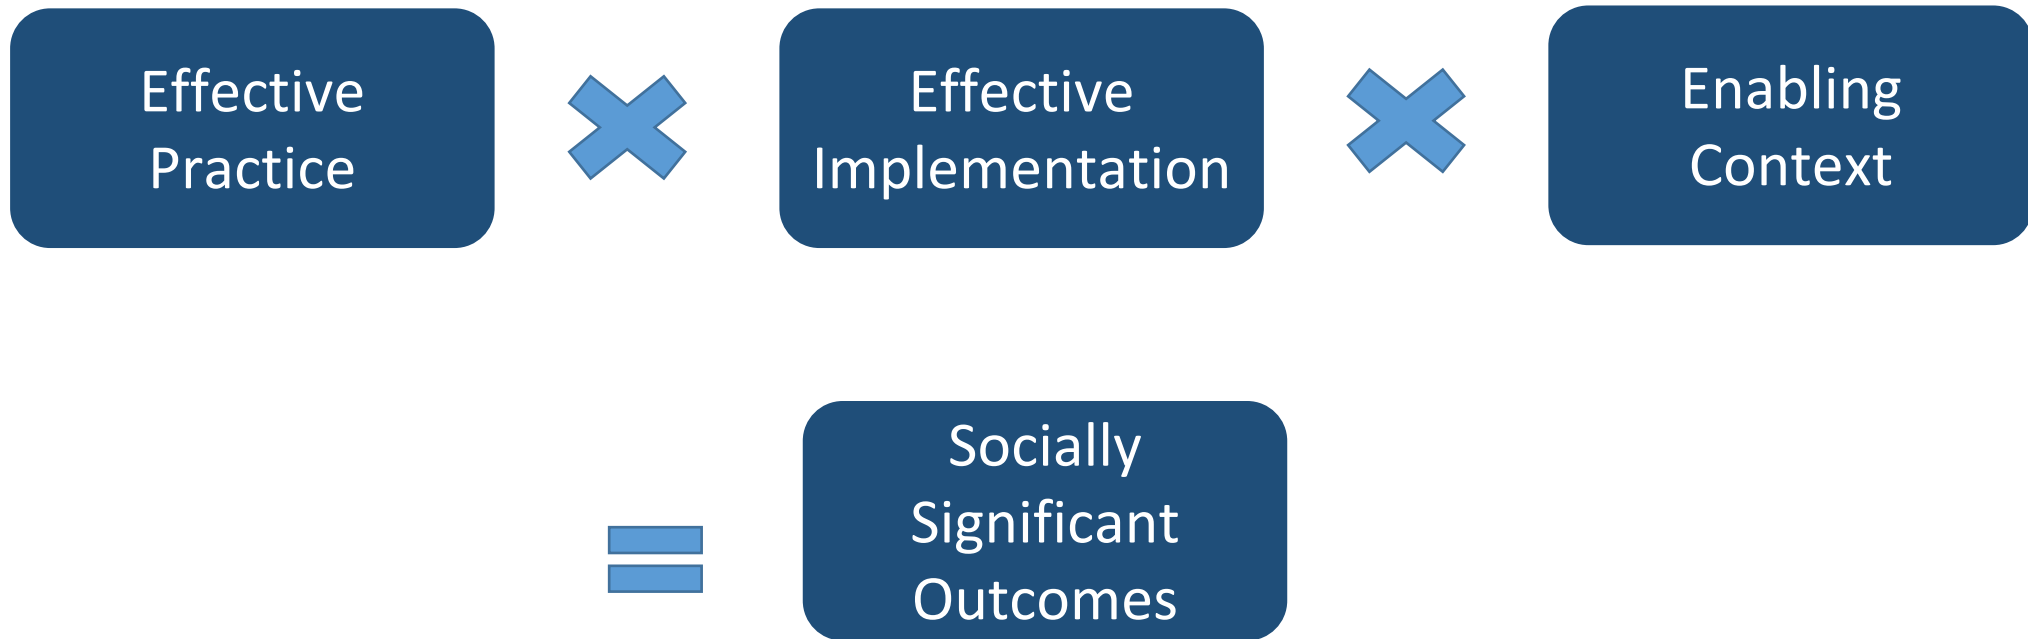 Effective
Practice
Effective
Implementation
Enabling
Context
Socially
Significant
Outcomes